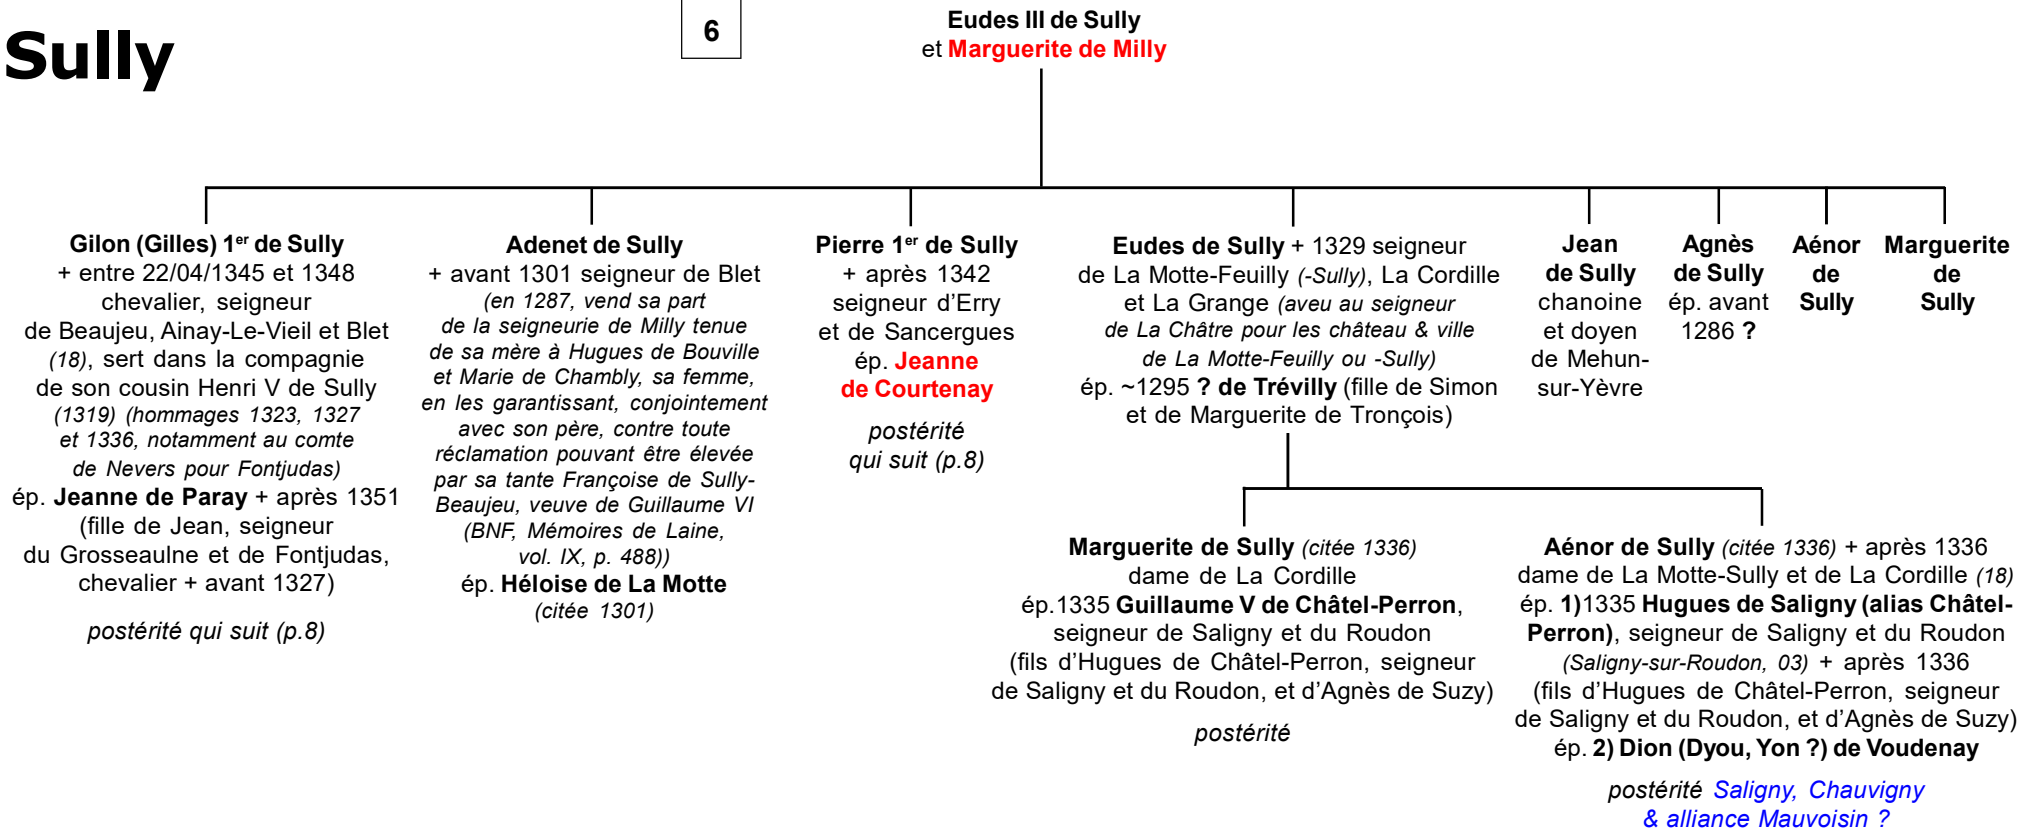 Sully
6
Eudes III de Sully
et Marguerite de Milly
Gilon (Gilles) 1er de Sully
+ entre 22/04/1345 et 1348
chevalier, seigneur
de Beaujeu, Ainay-Le-Vieil et Blet
(18), sert dans la compagnie
de son cousin Henri V de Sully
(1319) (hommages 1323, 1327
et 1336, notamment au comte
de Nevers pour Fontjudas)
ép. Jeanne de Paray + après 1351
(fille de Jean, seigneur
du Grosseaulne et de Fontjudas,
chevalier + avant 1327)
postérité qui suit (p.8)
Adenet de Sully
+ avant 1301 seigneur de Blet
(en 1287, vend sa part
de la seigneurie de Milly tenue
de sa mère à Hugues de Bouville
et Marie de Chambly, sa femme,
en les garantissant, conjointement
avec son père, contre toute
réclamation pouvant être élevée
par sa tante Françoise de Sully-
Beaujeu, veuve de Guillaume VI
(BNF, Mémoires de Laine,
vol. IX, p. 488))
ép. Héloise de La Motte
(citée 1301)
Pierre 1er de Sully
+ après 1342
seigneur d'Erry
et de Sancergues
ép. Jeanne
de Courtenay
postérité
qui suit (p.8)
Eudes de Sully + 1329 seigneur
de La Motte-Feuilly (-Sully), La Cordille
et La Grange (aveu au seigneur
de La Châtre pour les château & ville
de La Motte-Feuilly ou -Sully)
ép. ~1295 ? de Trévilly (fille de Simon
et de Marguerite de Tronçois)
Jean
de Sully
chanoine
et doyen
de Mehun-
sur-Yèvre
Agnès
de Sully
ép. avant
1286 ?
Aénor
de
Sully
Marguerite
de
Sully
Marguerite de Sully (citée 1336)
dame de La Cordille
ép.1335 Guillaume V de Châtel-Perron,
seigneur de Saligny et du Roudon
(fils d'Hugues de Châtel-Perron, seigneur
de Saligny et du Roudon, et d'Agnès de Suzy)
postérité
Aénor de Sully (citée 1336) + après 1336
dame de La Motte-Sully et de La Cordille (18)
ép. 1)1335 Hugues de Saligny (alias Châtel-
Perron), seigneur de Saligny et du Roudon
(Saligny-sur-Roudon, 03) + après 1336
(fils d'Hugues de Châtel-Perron, seigneur
de Saligny et du Roudon, et d'Agnès de Suzy)
ép. 2) Dion (Dyou, Yon ?) de Voudenay
postérité Saligny, Chauvigny
& alliance Mauvoisin ?